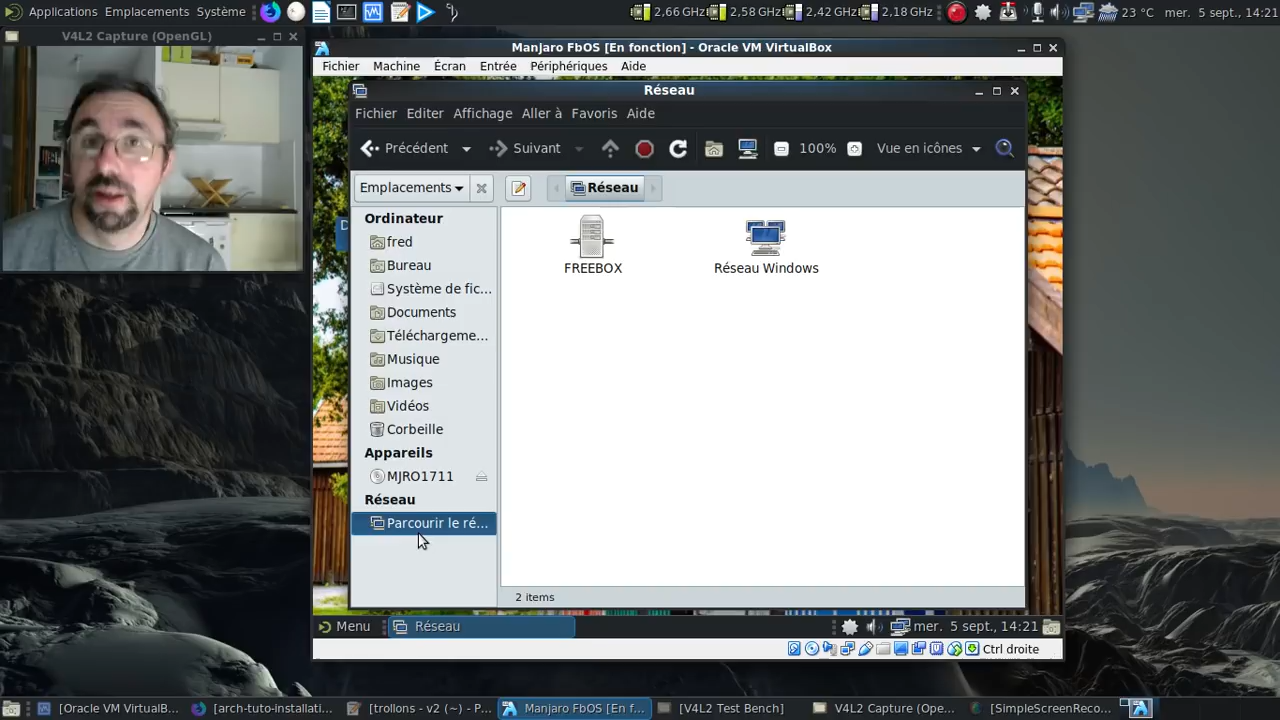 Applications Emplacements Système 2,66 GHz 2,58GHz 2,42GHz 2,18 GHz 23 °C mer. 5 sept., 14:21
V4L2 Capture (OpenGL)
Manjaro FbOS [En fonction] - Oracle VM VirtualBox
Fichier Machine Écran Entrée Périphériques Aide
Réseau
Fichier Editer Affichage Aller à Favoris Aide
Précédent Suivant 100% Vue en icônes
Emplacements Réseau
Ordinateur
fred
Bureau
Système de fic...
Documents
Téléchargeme...
Musique
Images
Vidéos
Corbeille
Appareils
MJRO1711
Réseau
Parcourir le ré...
FREEBOX Réseau Windows
2 items
Menu Réseau mer. 5 sept., 14:21
Ctrl droite
[Oracle VM VirtualB... [arch-tuto-installati... [trollons - v2 (~) - P... Manjaro FbOS [En f... [V4L2 Test Bench] V4L2 Capture (Ope... [SimpleScreenReco...